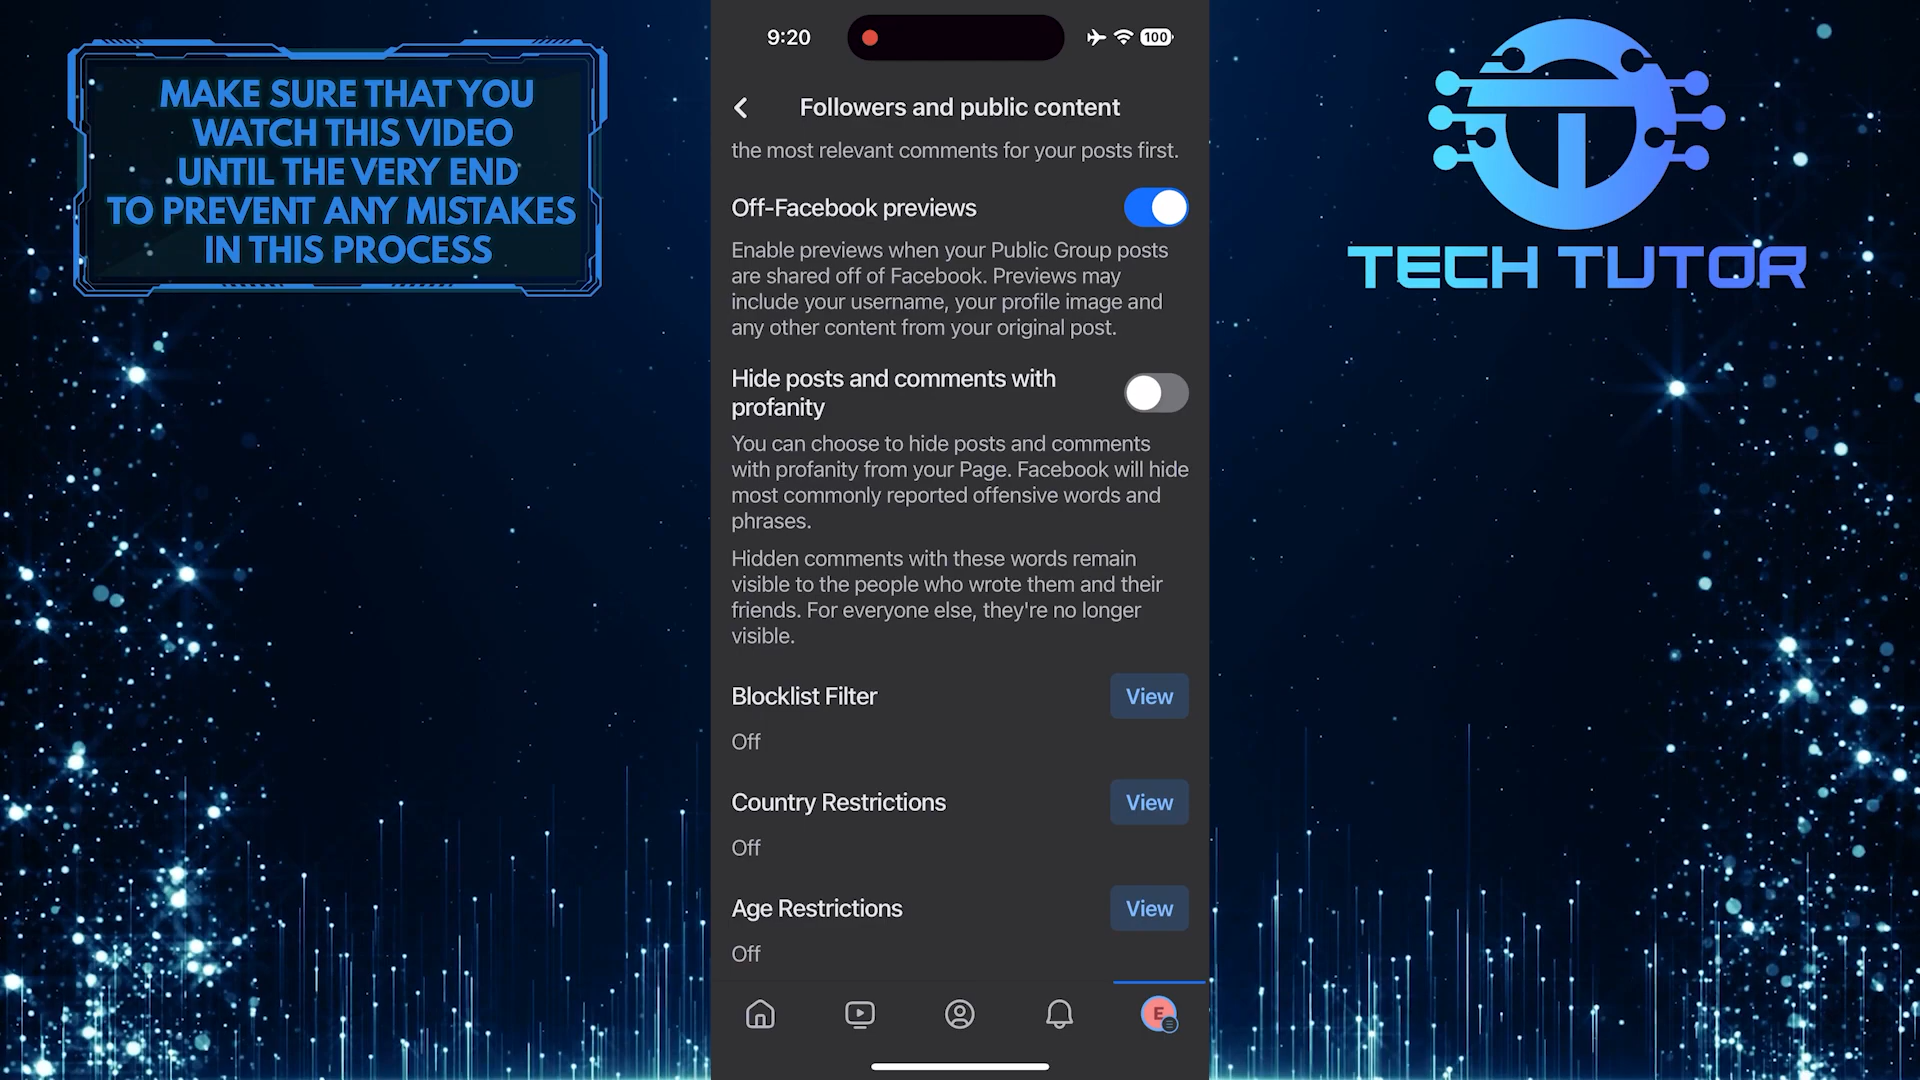 MAKE SURE THAT YOU
WATCH THIS VIDEO
UNTIL THE VERY END
TO PREVENT ANY MISTAKES
IN THIS PROCESS
9:20
100
Followers and public content
the most relevant comments for your posts first.
Off-Facebook previews
Enable previews when your Public Group posts
are shared off of Facebook. Previews may
include your username, your profile image and
any other content from your original post.
Hide posts and comments with
profanity
You can choose to hide posts and comments
with profanity from your Page. Facebook will hide
most commonly reported offensive words and
phrases.
Hidden comments with these words remain
visible to the people who wrote them and their
friends. For everyone else, they're no longer
visible.
Blocklist Filter
View
Off
Country Restrictions
View
Off
Age Restrictions
View
Off
E
TECH TUTOR